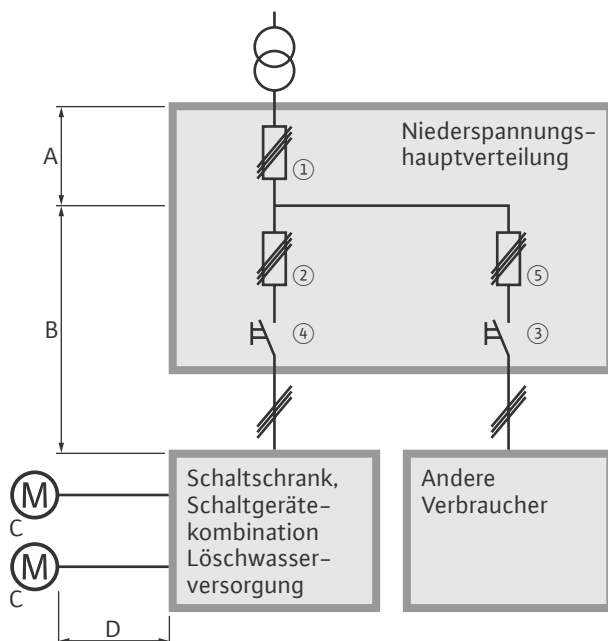 A
Niederspannungs-
hauptverteilung
①
②
⑤
B
④
③
Schaltschrank,
Schaltgeräte-
kombination
Löschwasser-
versorgung
Andere
Verbraucher
M
C
M
C
D